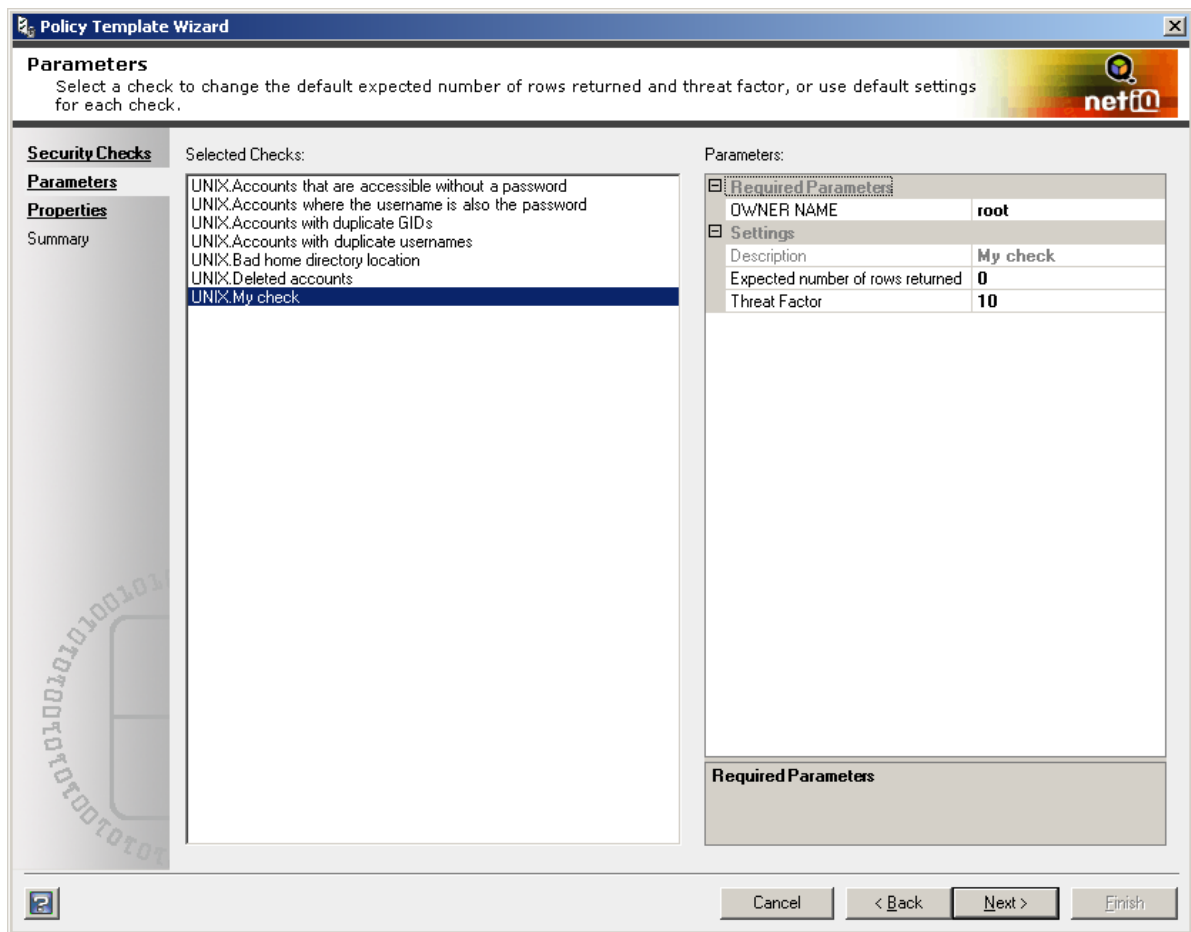 Policy Template Wizard
Parameters
Select a check to change the default expected number of rows returned and threat factor, or use default settings
for each check.
netiQ
Security Checks
Parameters
Properties
Summary
Selected Checks:
UNIX.Accounts that are accessible without a password
UNIX.Accounts where the username is also the password
UNIX.Accounts with duplicate GIDs
UNIX.Accounts with duplicate usernames
UNIX.Bad home directory location
UNIX.Deleted accounts
UNIX.My check
Parameters:
Required Parameters
OWNER NAME root
Settings
Description My check
Expected number of rows returned 0
Threat Factor 10
Required Parameters
Cancel
< Back
Next >
Finish